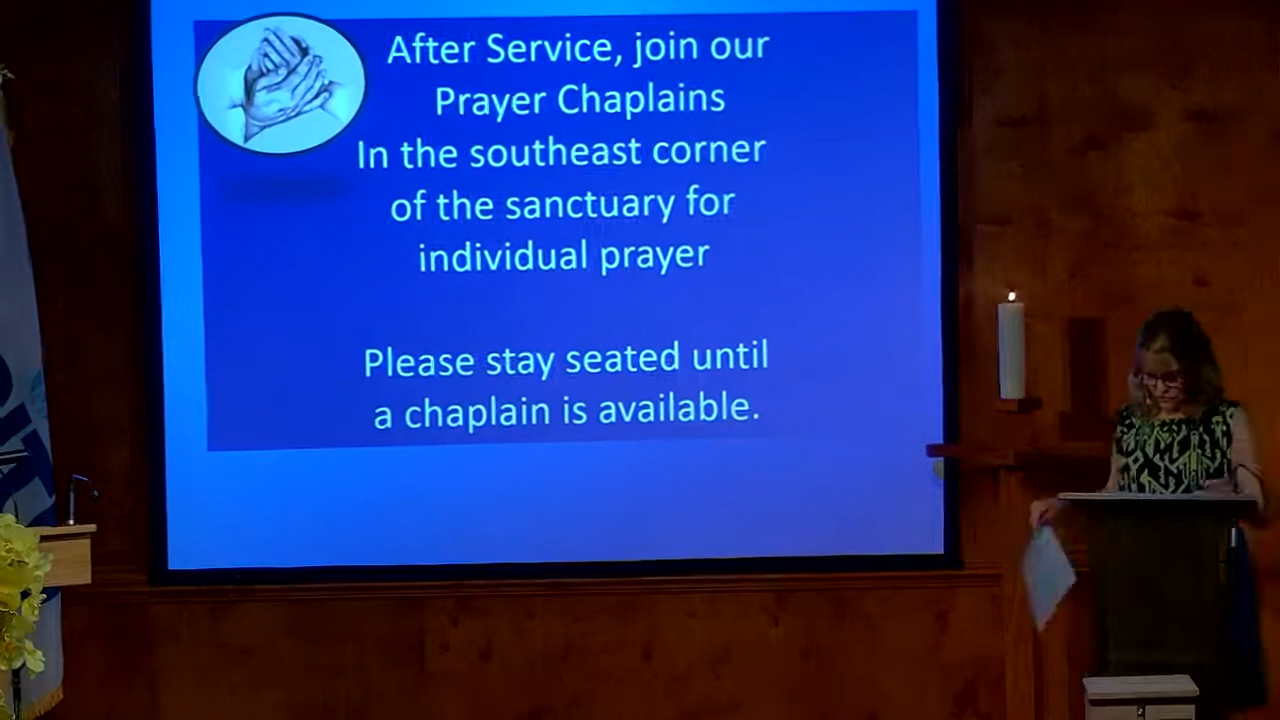 After Service, join our
Prayer Chaplains
In the southeast corner
of the sanctuary for
individual prayer
Please stay seated until
a chaplain is available.